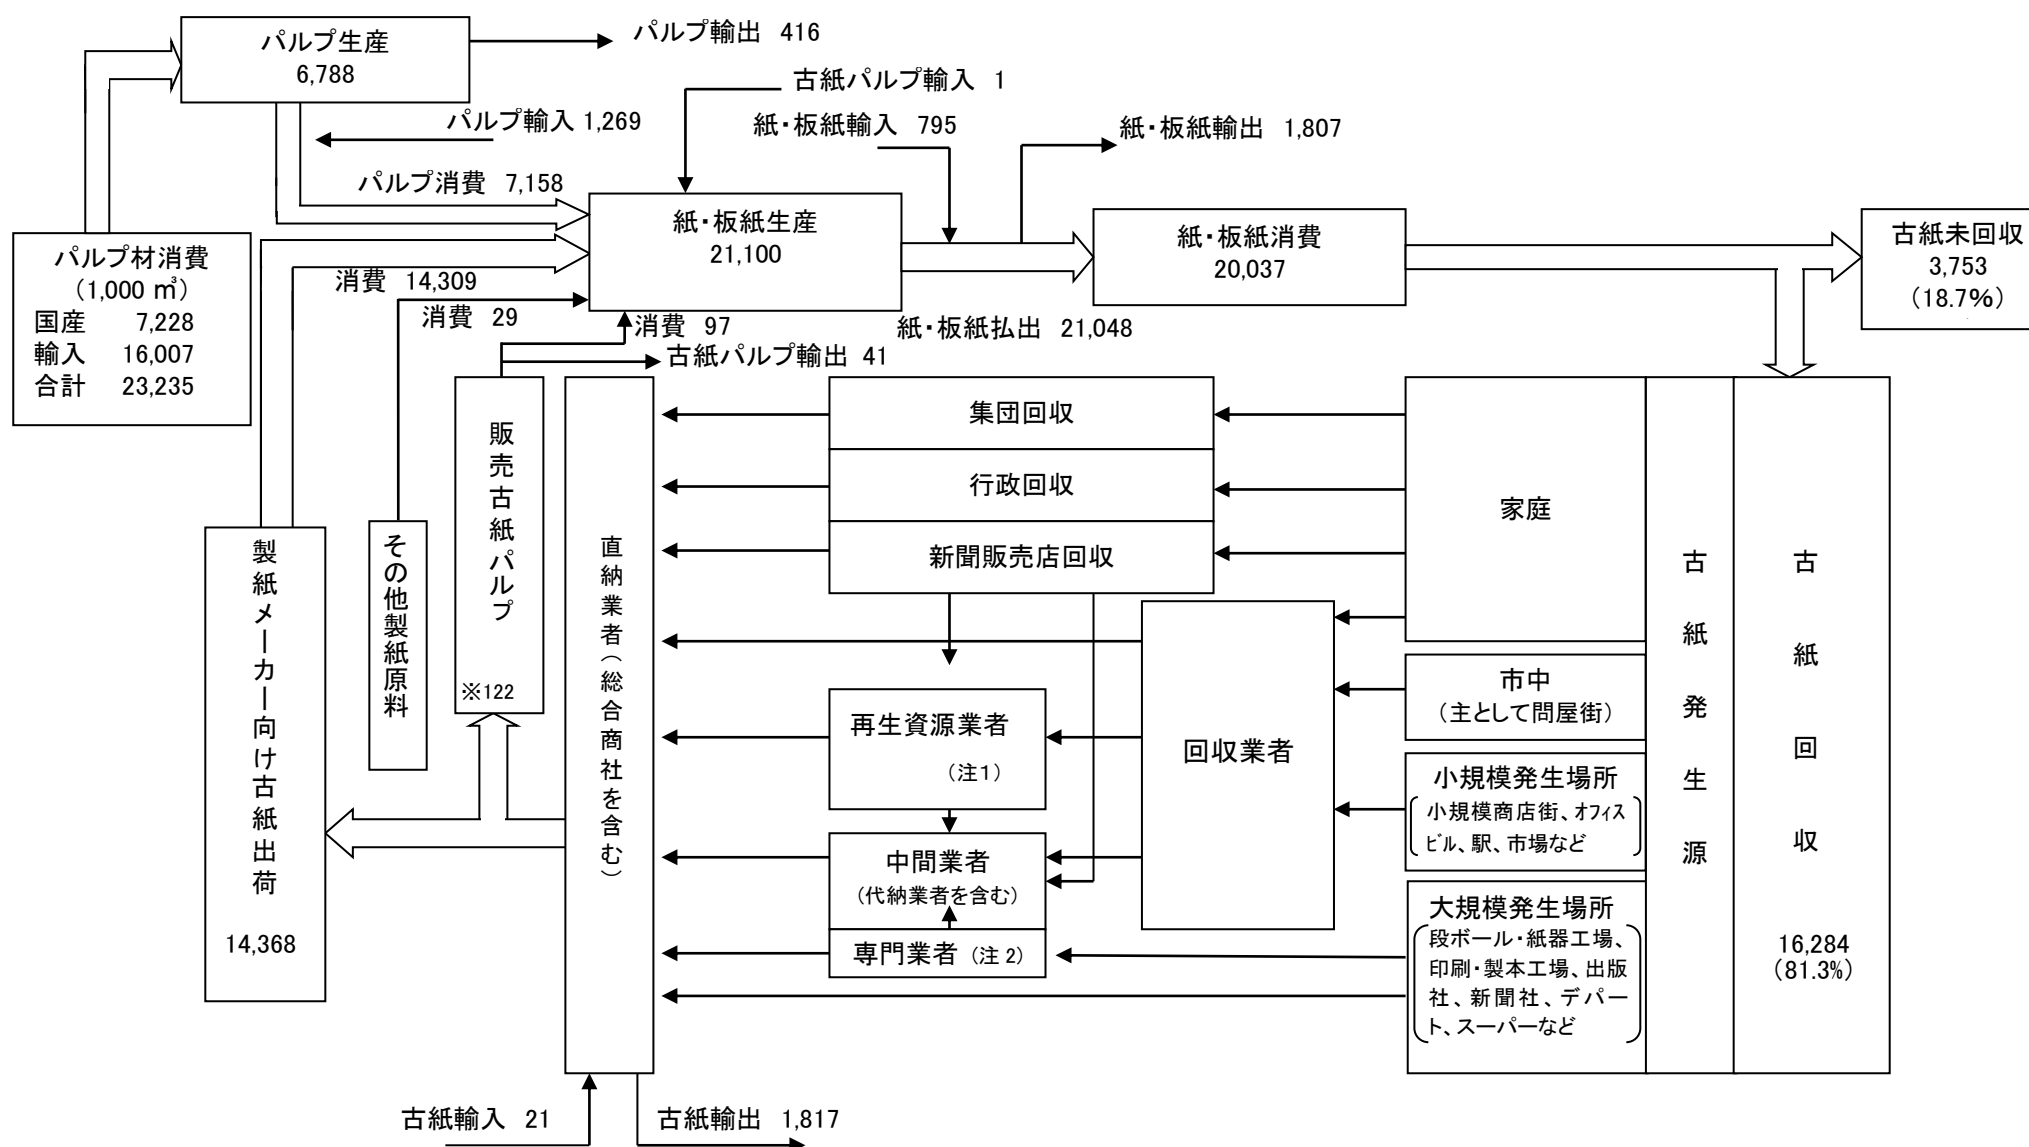 パルプ生産
6,788
パルプ輸出 416
古紙パルプ輸入 1
パルプ輸入 1,269
紙・板紙輸入 795
紙・板紙輸出 1,807
パルプ消費 7,158
紙・板紙生産
21,100
紙・板紙消費
20,037
古紙未回収
3,753
(18.7%)
パルプ材消費
(1,000 ㎥)
国産 7,228
輸入 16,007
合計 23,235
消費 14,309
消費 29
消費 97
紙・板紙払出 21,048
古紙パルプ輸出 41
製紙メーカー向け古紙出荷
14,368
その他製紙原料
販売古紙パルプ
※122
直納業者(総合商社を含む)
集団回収
行政回収
新聞販売店回収
再生資源業者
(注1)
中間業者
(代納業者を含む)
専門業者 (注 2)
回収業者
家庭
市中
(主として問屋街)
小規模発生場所
小規模商店街、オフィス
ビル、駅、市場など
大規模発生場所
段ボール・紙器工場、
印刷・製本工場、出版
社、新聞社、デパー
ト、スーパーなど
古紙発生源
古紙回収
16,284
(81.3%)
古紙輸入 21
古紙輸出 1,817